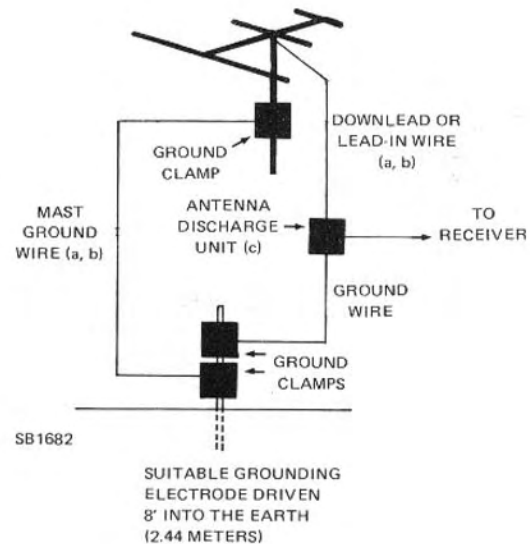 GROUND
CLAMP
DOWNLEAD OR
LEAD-IN WIRE
(a, b)
MAST
GROUND
WIRE (a, b)
ANTENNA
DISCHARGE
UNIT (c)
TO
RECEIVER
GROUND
WIRE
GROUND
CLAMPS
SB1682
SUITABLE GROUNDING
ELECTRODE DRIVEN
8' INTO THE EARTH
(2.44 METERS)